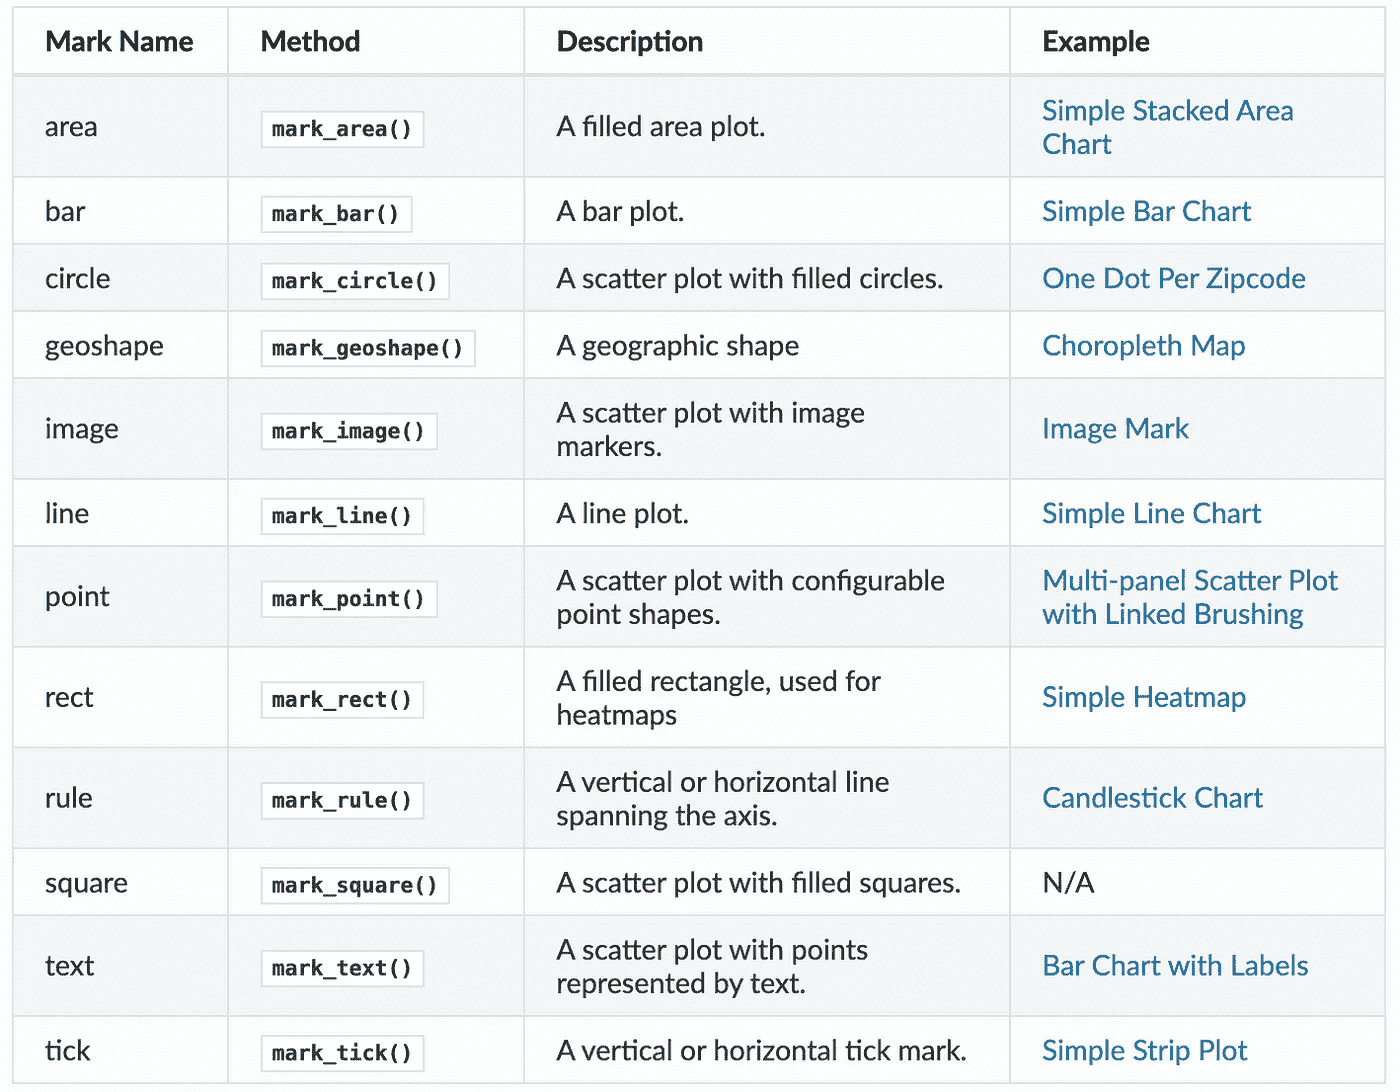 Mark Name Method Description Example
area mark_area() A filled area plot. Simple Stacked Area
Chart
bar mark_bar() A bar plot. Simple Bar Chart
circle mark_circle() A scatter plot with filled circles. One Dot Per Zipcode
geoshape mark_geoshape() A geographic shape Choropleth Map
image mark_image() A scatter plot with image
markers. Image Mark
line mark_line() A line plot. Simple Line Chart
point mark_point() A scatter plot with configurable
point shapes. Multi-panel Scatter Plot
with Linked Brushing
rect mark_rect() A filled rectangle, used for
heatmaps Simple Heatmap
rule mark_rule() A vertical or horizontal line
spanning the axis. Candlestick Chart
square mark_square() A scatter plot with filled squares. N/A
text mark_text() A scatter plot with points
represented by text. Bar Chart with Labels
tick mark_tick() A vertical or horizontal tick mark. Simple Strip Plot